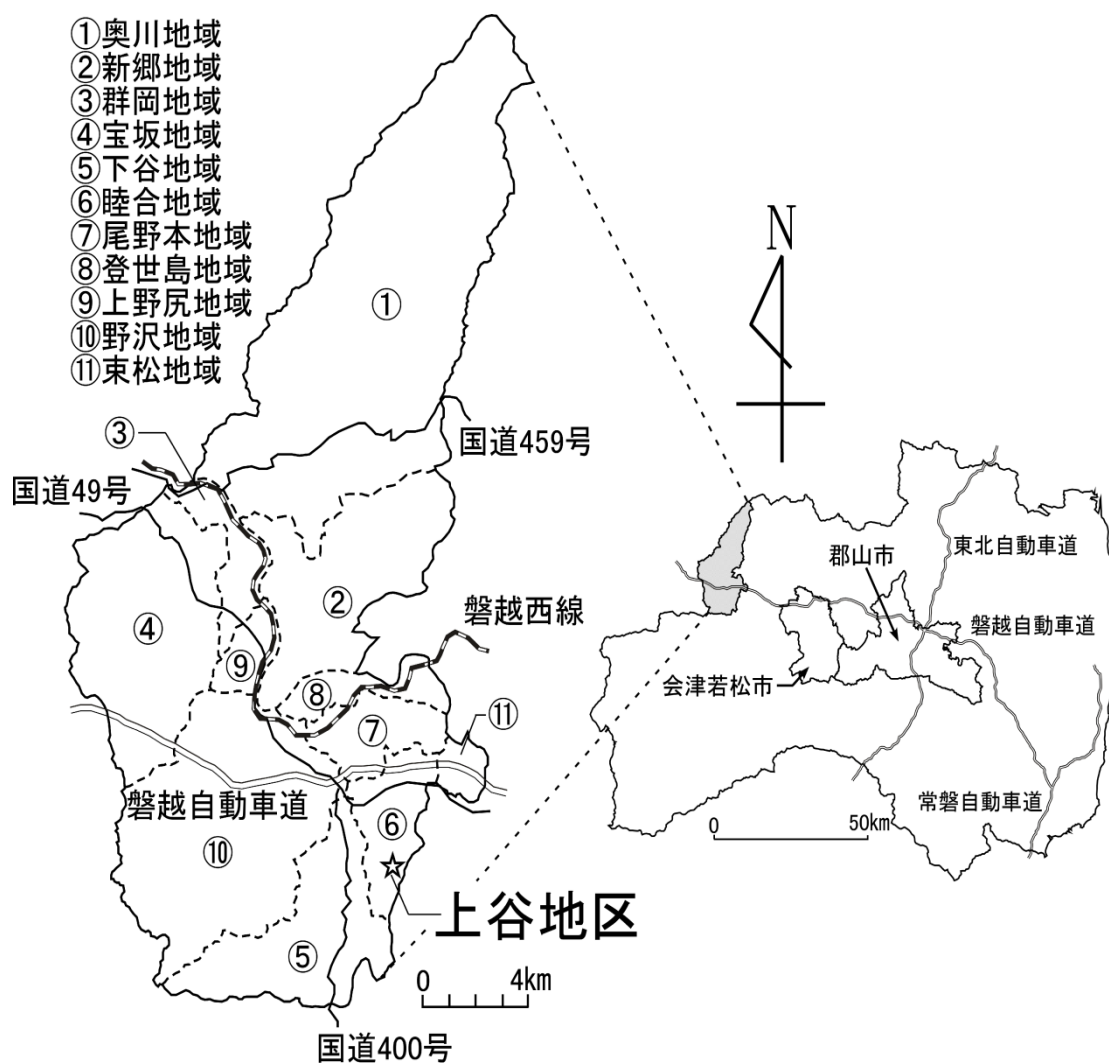 ①奥川地域
②新郷地域
③群岡地域
④宝坂地域
⑤下谷地域
⑥睦合地域
⑦尾野本地域
⑧登世島地域
⑨上野尻地域
⑩野沢地域
⑪束松地域
N
①
③
国道459号
国道49号
東北自動車道
郡山市
②
磐越西線
④
磐越自動車道
⑨
会津若松市
⑧
⑪
⑦
磐越自動車道
常磐自動車道
0 50km
⑥
⑩
上谷地区
⑤
0 4km
国道400号